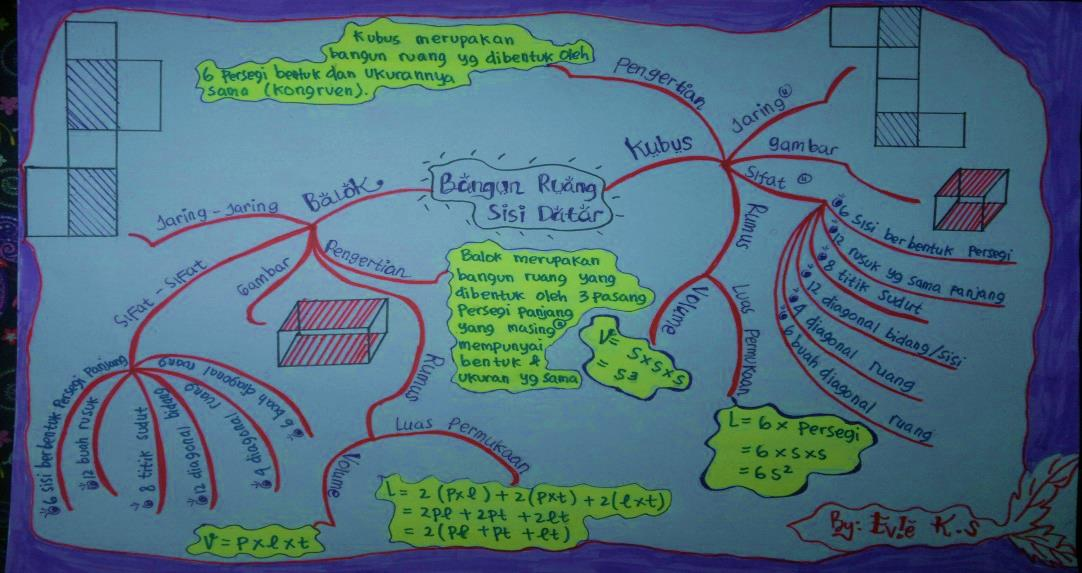 Bangun Ruang
Sisi Datar
Kubus
Pengertian
Kubus merupakan
bangun ruang yg dibentuk oleh
6 Persegi bentuk dan ukurannya
sama (kongruen).
Jaring②
gambar
Sifat ②
6 sisi berbentuk Persegi
12 rusuk yg sama panjang
8 titik sudut
12 diagonal bidang/sisi
4 diagonal ruang
6 buah diagonal ruang
Rumus
Volume
V = s x s x s
= s3
Luas Permukaan
L = 6 x persegi
= 6 x s x s
= 6s²
Balok
Jaring-Jaring
Sifat-Sifat
6 sisi berbentuk Persegi Panjang
12 buah rusuk
8 titik sudut
12 diagonal bidang
4 diagonal ruang
6 buah diagonal ruang
Gambar
Pengertian
Balok merupakan
bangun ruang yang
dibentuk oleh 3 pasang
Persegi panjang
yang masing②
mempunyai
bentuk &
ukuran yg sama
Rumus
Volume
V = p x l x t
Luas Permukaan
L = 2 (p x l) + 2 (p x t) + 2 (l x t)
= 2pl + 2pt + 2lt
= 2 (pl + pt + lt)
By: Evie K.S